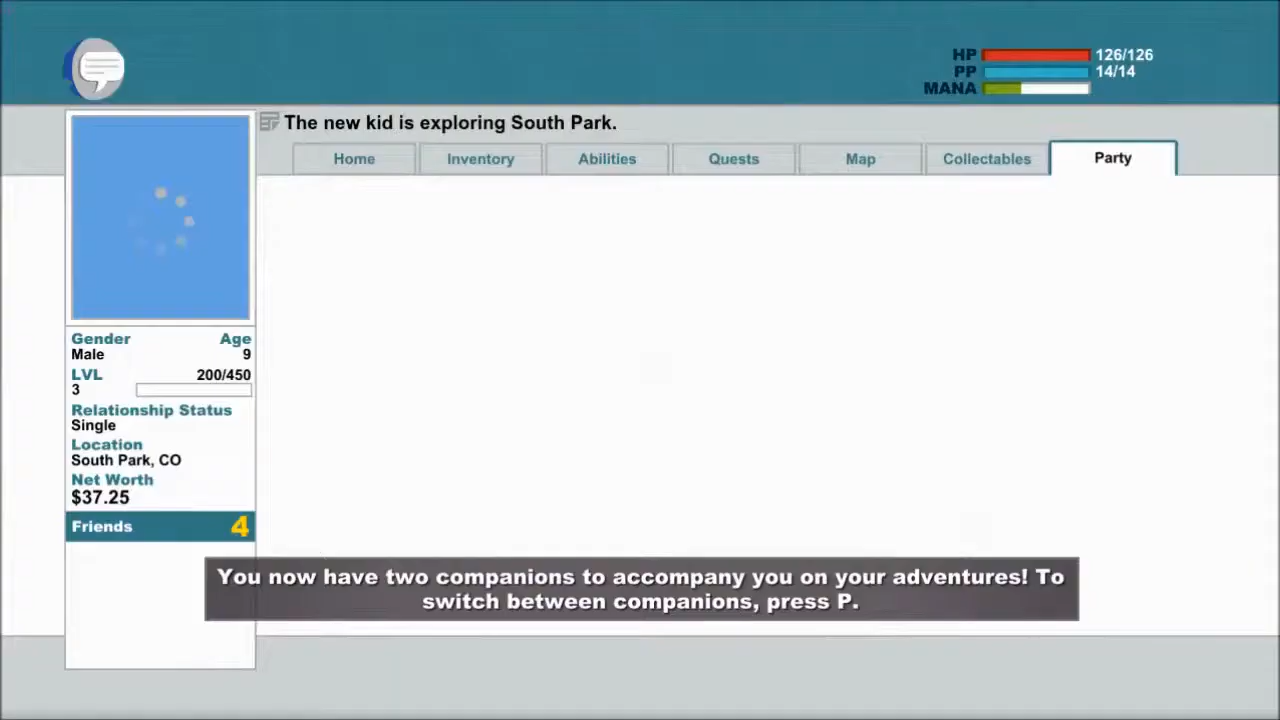 HP 126/126
PP 14/14
MANA
The new kid is exploring South Park.
Home Inventory Abilities Quests Map Collectables Party
Gender Age
Male 9
LVL 200/450
3
Relationship Status
Single
Location
South Park, CO
Net Worth
$37.25
Friends 4
You now have two companions to accompany you on your adventures! To
switch between companions, press P.